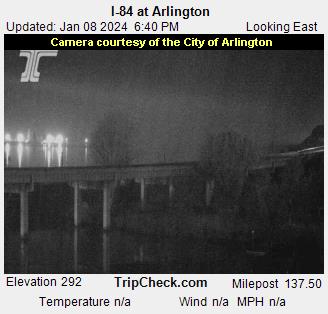 I-84 at Arlington
Updated: Jan 08 2024 6:40 PM Looking East
Camera courtesy of the City of Arlington
Elevation 292 TripCheck.com Milepost 137.50
Temperature n/a Wind n/a MPH n/a